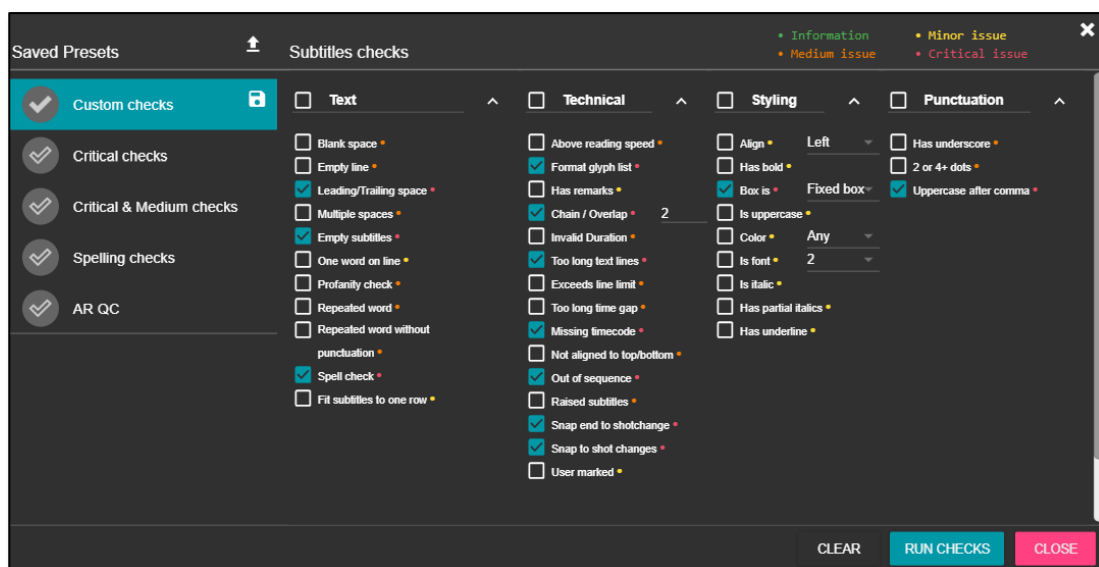 Saved Presets
Subtitles checks
• Information
• Minor issue
• Medium issue
• Critical issue
Custom checks
Critical checks
Critical & Medium checks
Spelling checks
AR QC
Text
Blank space •
Empty line •
Leading/Trailing space •
Multiple spaces •
Empty subtitles •
One word on line •
Profanity check •
Repeated word •
Repeated word without
punctuation •
Spell check •
Fit subtitles to one row •
Technical
Above reading speed •
Format glyph list •
Has remarks •
Chain / Overlap • 2
Invalid Duration •
Too long text lines •
Exceeds line limit •
Too long time gap •
Missing timecode •
Not aligned to top/bottom •
Out of sequence •
Raised subtitles •
Snap end to shotchange •
Snap to shot changes •
User marked •
Styling
Align • Left
Has bold •
Box is • Fixed box
Is uppercase •
Color • Any
Is font • 2
Is italic •
Has partial italics •
Has underline •
Punctuation
Has underscore •
2 or 4+ dots •
Uppercase after comma •
CLEAR
RUN CHECKS
CLOSE